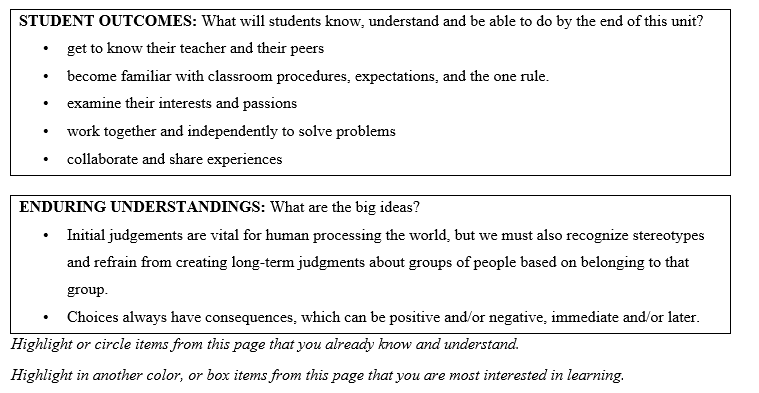 STUDENT OUTCOMES: What will students know, understand and be able to do by the end of this unit?
• get to know their teacher and their peers
• become familiar with classroom procedures, expectations, and the one rule.
• examine their interests and passions
• work together and independently to solve problems
• collaborate and share experiences
ENDURING UNDERSTANDINGS: What are the big ideas?
• Initial judgements are vital for human processing the world, but we must also recognize stereotypes
and refrain from creating long-term judgments about groups of people based on belonging to that
group.
• Choices always have consequences, which can be positive and/or negative, immediate and/or later.
Highlight or circle items from this page that you already know and understand.
Highlight in another color, or box items from this page that you are most interested in learning.